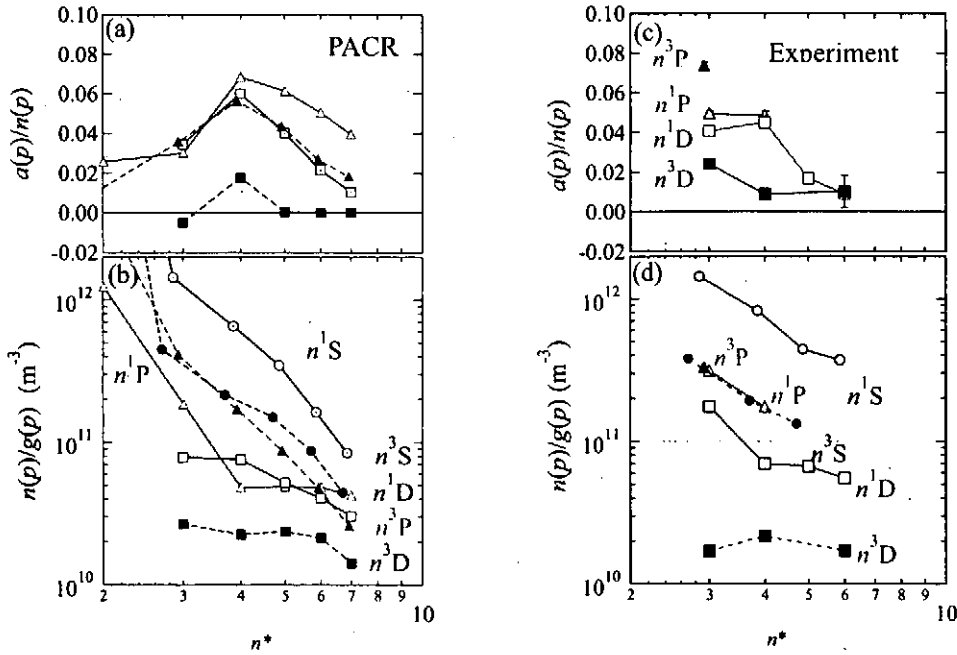 (a)
PACR
a(p)/n(p)
0.10
0.08
0.06
0.04
0.02
0.00
-0.02
(b)
n(p)/g(p) (m⁻³)
10¹²
10¹¹
10¹⁰
n¹S
n¹P
n³S
n¹D
n³P
n³D
2 3 4 5 6 7 8 9 10
n*
(c)
Experiment
a(p)/n(p)
0.10
0.08
0.06
0.04
0.02
0.00
-0.02
n³P
n¹P
n¹D
n³D
(d)
n(p)/g(p) (m⁻³)
10¹²
10¹¹
10¹⁰
n³P
n¹P
n¹S
n³S
n¹D
n³D
2 3 4 5 6 7 8 9 10
n*